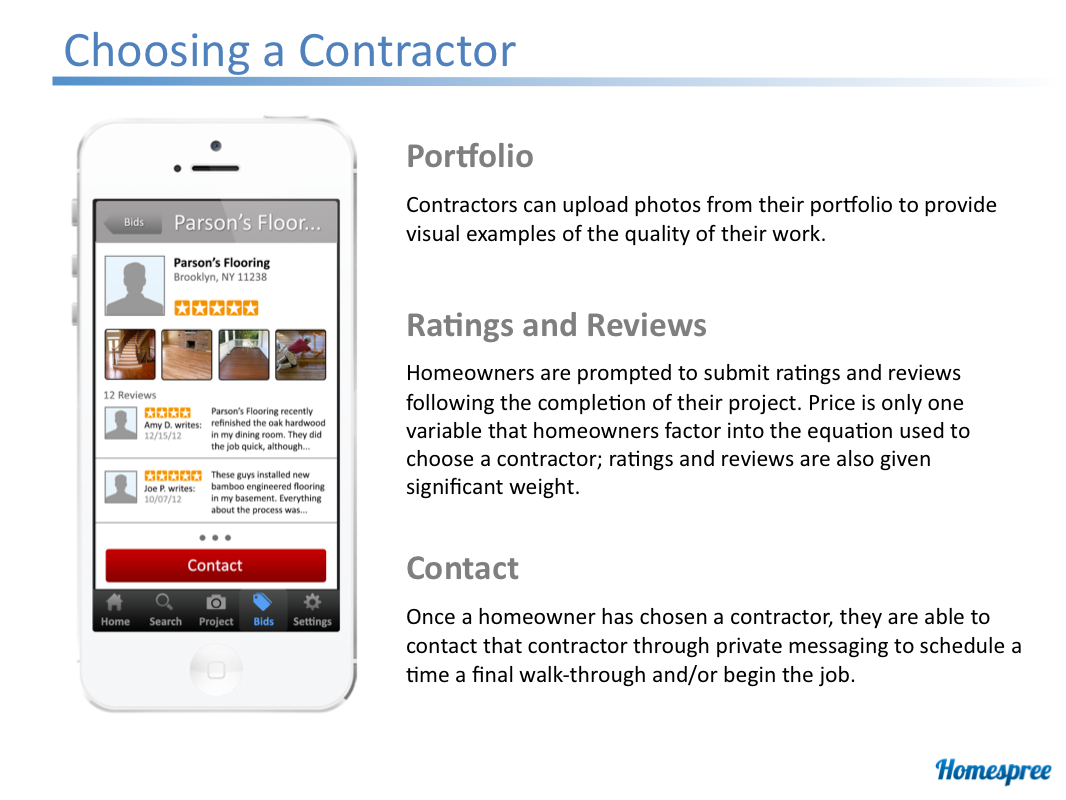 Choosing a Contractor
Bids
Parson's Floor...
Parson's Flooring
Brooklyn, NY 11238
12 Reviews
Amy D. writes:
12/15/12
Parson's Flooring recently
refinished the oak hardwood
in my dining room. They did
the job quick, although...
Joe P. writes:
10/07/12
These guys installed new
bamboo engineered flooring
in my basement. Everything
about the process was...
Contact
Home
Search
Project
Bids
Settings
Portfolio
Contractors can upload photos from their portfolio to provide
visual examples of the quality of their work.
Ratings and Reviews
Homeowners are prompted to submit ratings and reviews
following the completion of their project. Price is only one
variable that homeowners factor into the equation used to
choose a contractor; ratings and reviews are also given
significant weight.
Contact
Once a homeowner has chosen a contractor, they are able to
contact that contractor through private messaging to schedule a
time a final walk-through and/or begin the job.
Homespree